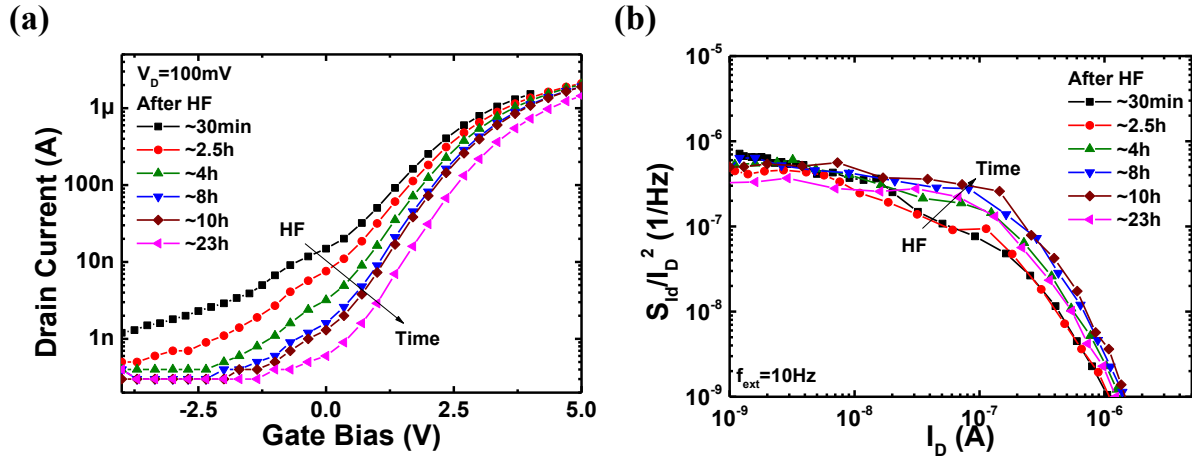 (a)
V_D=100mV
After HF
~30min
~2.5h
~4h
~8h
~10h
~23h
HF
Time
1µ
100n
10n
1n
Drain Current (A)
-2.5
0.0
2.5
5.0
Gate Bias (V)
(b)
10^-5
10^-6
10^-7
10^-8
10^-9
S_Id/I_D^2 (1/Hz)
After HF
~30min
~2.5h
~4h
~8h
~10h
~23h
Time
HF
f_ext=10Hz
10^-9
10^-8
10^-7
10^-6
I_D (A)